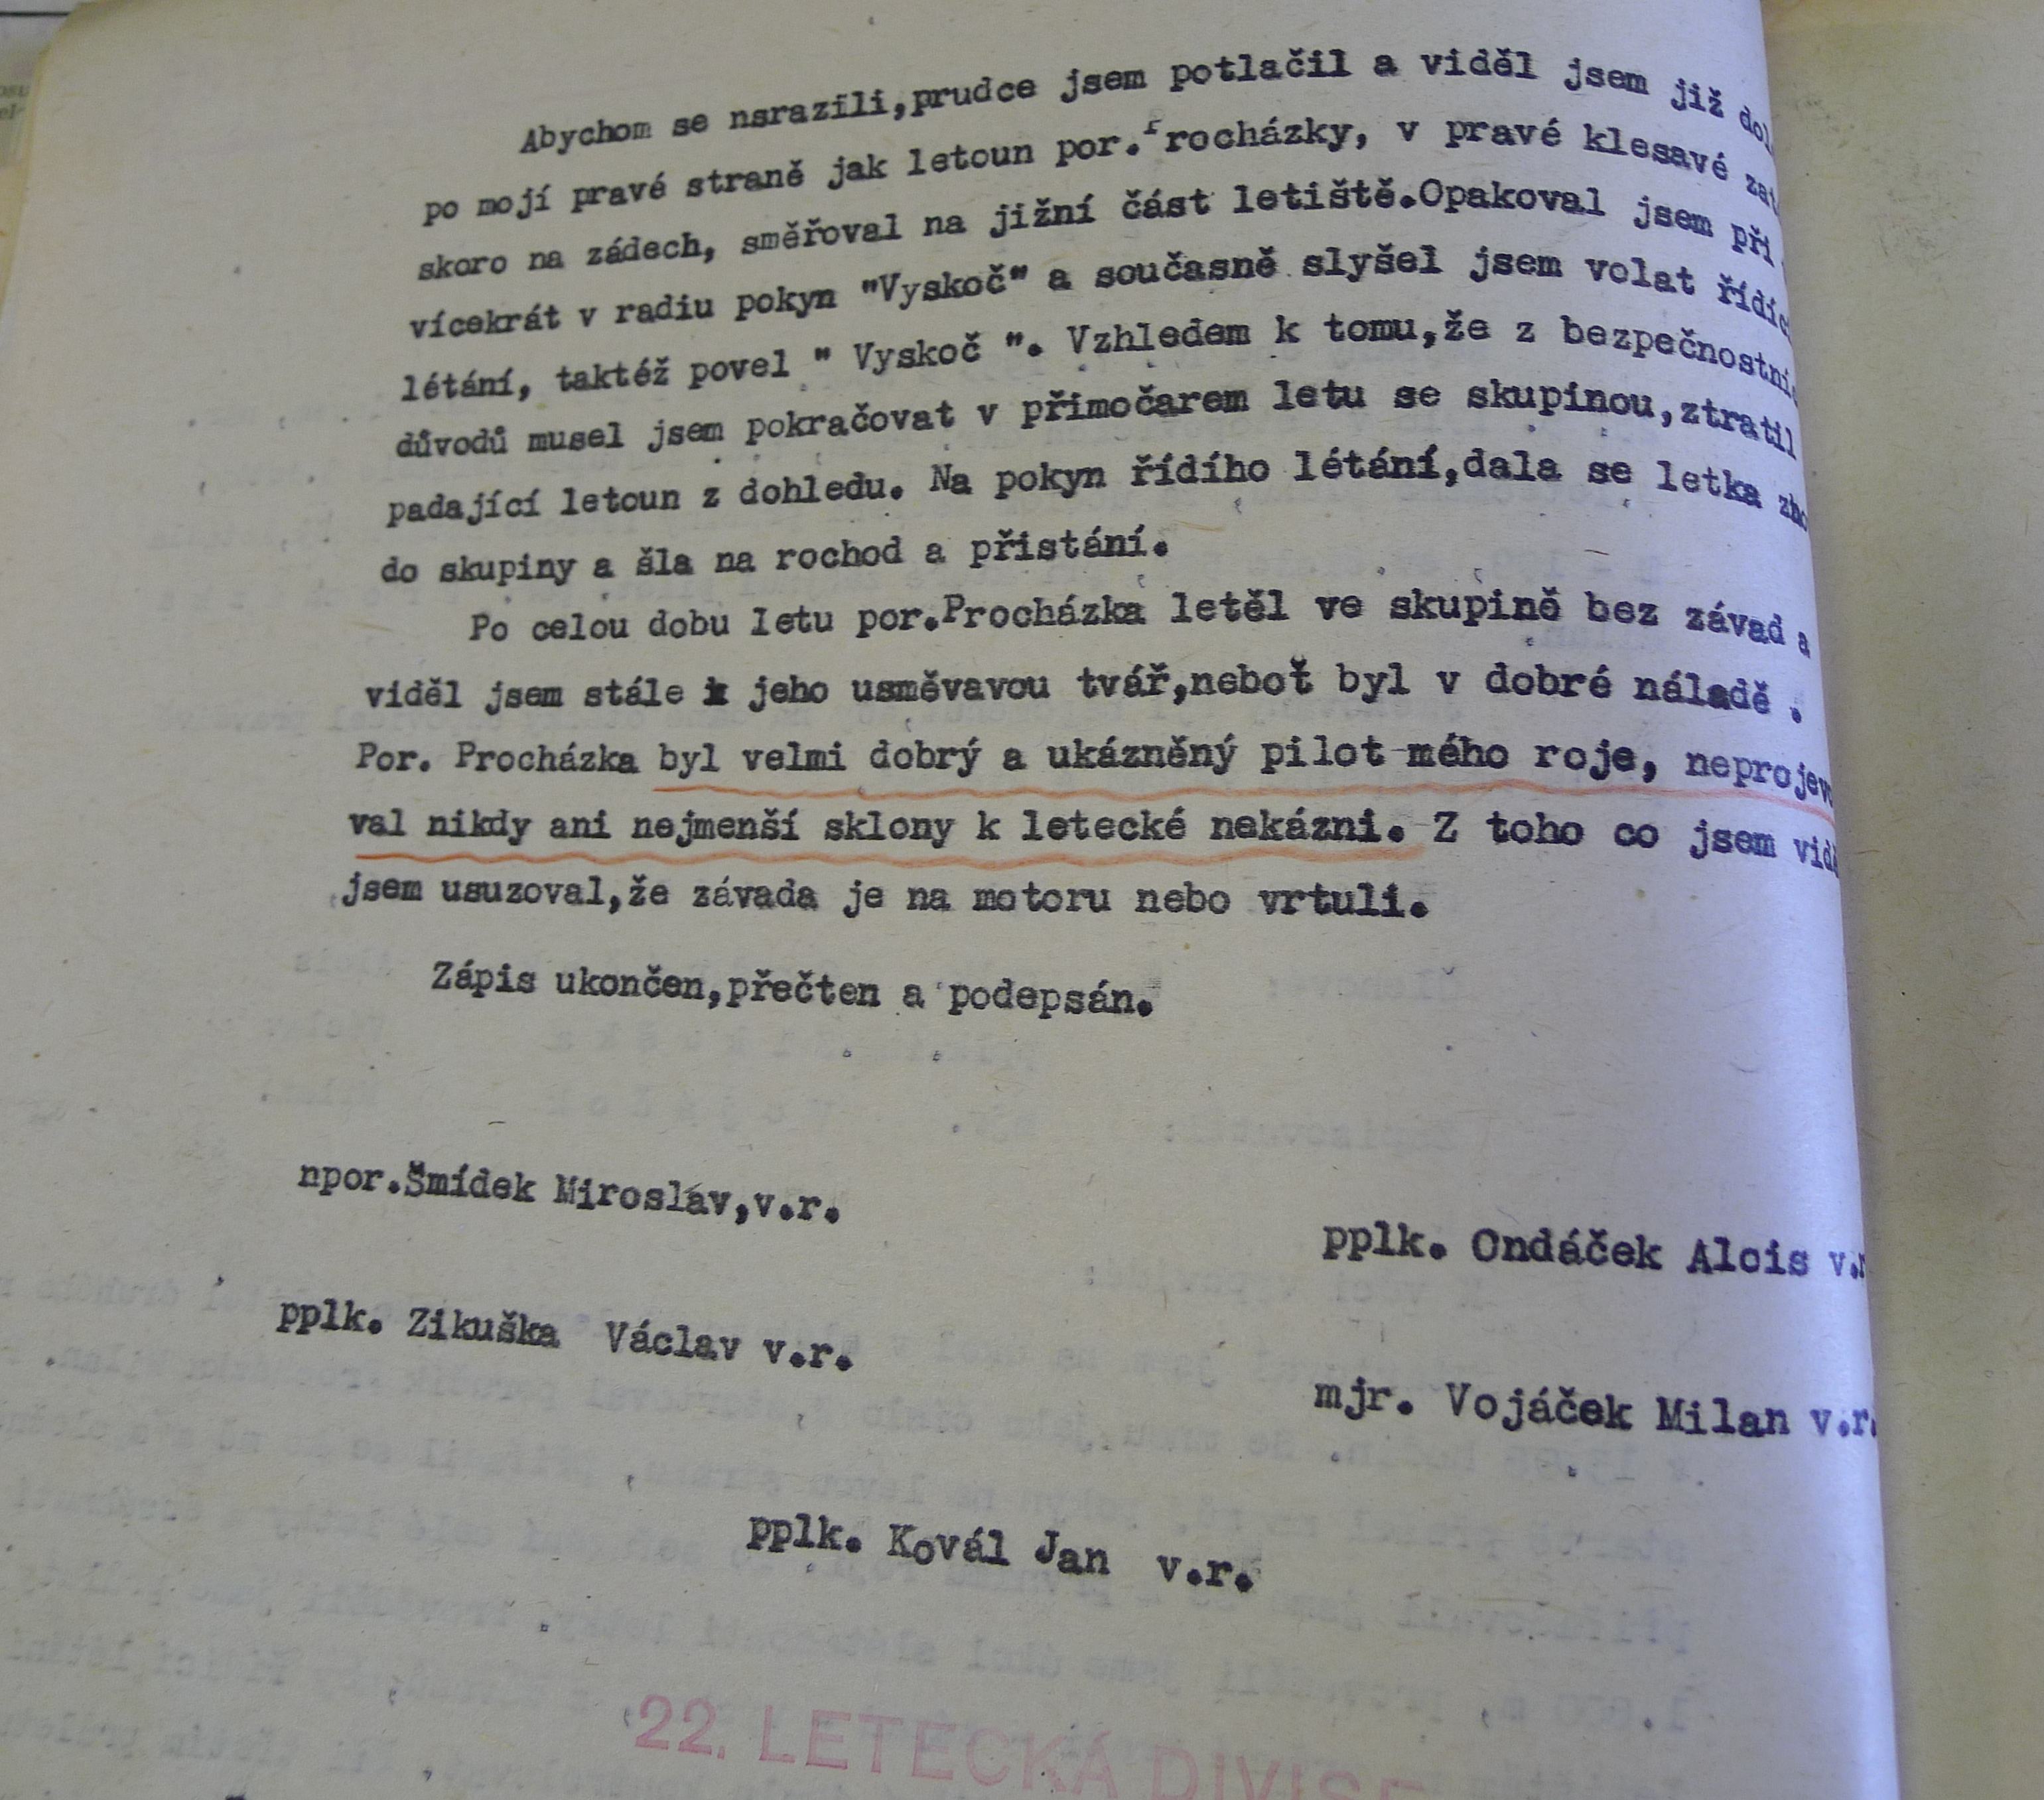 Abychom se nsrazili,prudce jsem potlačil a viděl jsem již
po mojí pravé straně jak letoun por.Procházky, v pravé klesavé
skoro na zádech, směřoval na jižní část letiště.Opakoval jsem při
vícekrát v radiu pokyn "Vyskoč" a současně slyšel jsem volat
létání, taktéž povel " Vyskoč ". Vzhledem k tomu,že z
důvodů musel jsem pokračovat v přímočarem letu se skupinou,ztratil
padající letoun z dohledu. Na pokyn řídího létání,dala se letka
do skupiny a šla na rochod a přistání.
Po celou dobu letu por.Procházka letěl ve skupině bez závad a
viděl jsem stále jeho usměvavou tvář,neboť byl v dobré náladě .
Por. Procházka byl velmi dobrý a ukázněný pilot mého roje,
val nikdy ani nejmenší sklony k letecké nekázni. Z toho co jsem
jsem usuzoval,že závada je na motoru nebo vrtuli.
Zápis ukončen,přečten a podepsán.
npor.Šmídek Miroslav,v.r.
pplk. Ondáček Alois v.r
pplk. Zikuška Václav v.r.
mjr. Vojáček Milan v.r.
pplk. Kovál Jan v.r.
22. LETECKÁ DIVISE